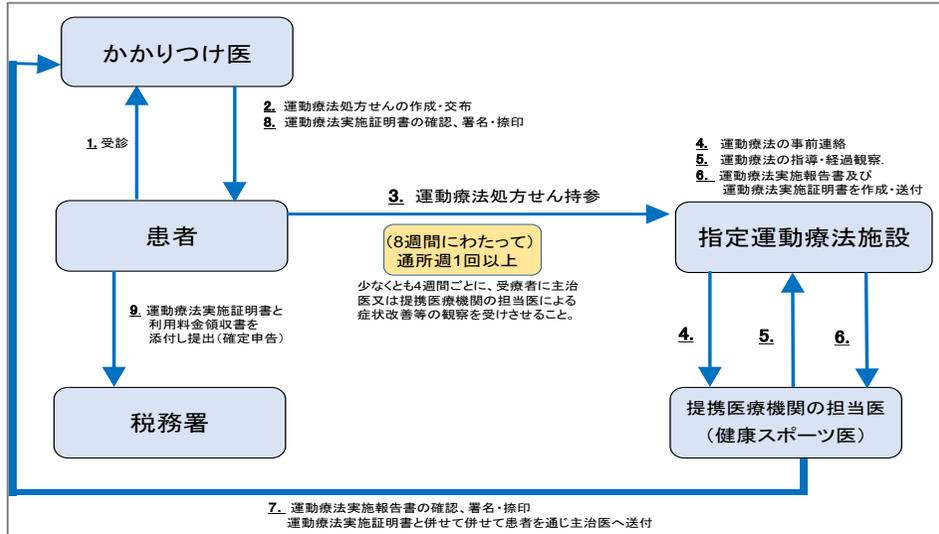 かかりつけ医
2. 運動療法処方せんの作成・交布
8. 運動療法実施証明書の確認、署名・捺印
1. 受診
4. 運動療法の事前連絡
5. 運動療法の指導・経過観察.
6. 運動療法実施報告書及び
運動療法実施証明書を作成・送付
3. 運動療法処方せん持参
患者
(8週間にわたって)
通所週1回以上
指定運動療法施設
少なくとも4週間ごとに、受療者に主治
医又は提携医療機関の担当医による
症状改善等の観察を受けさせること。
9. 運動療法実施証明書と
利用料金領収書を
添付し提出(確定申告)
4.
5.
6.
税務署
提携医療機関の担当医
(健康スポーツ医)
7. 運動療法実施報告書の確認、署名・捺印
運動療法実施証明書と併せて併せて患者を通じ主治医へ送付